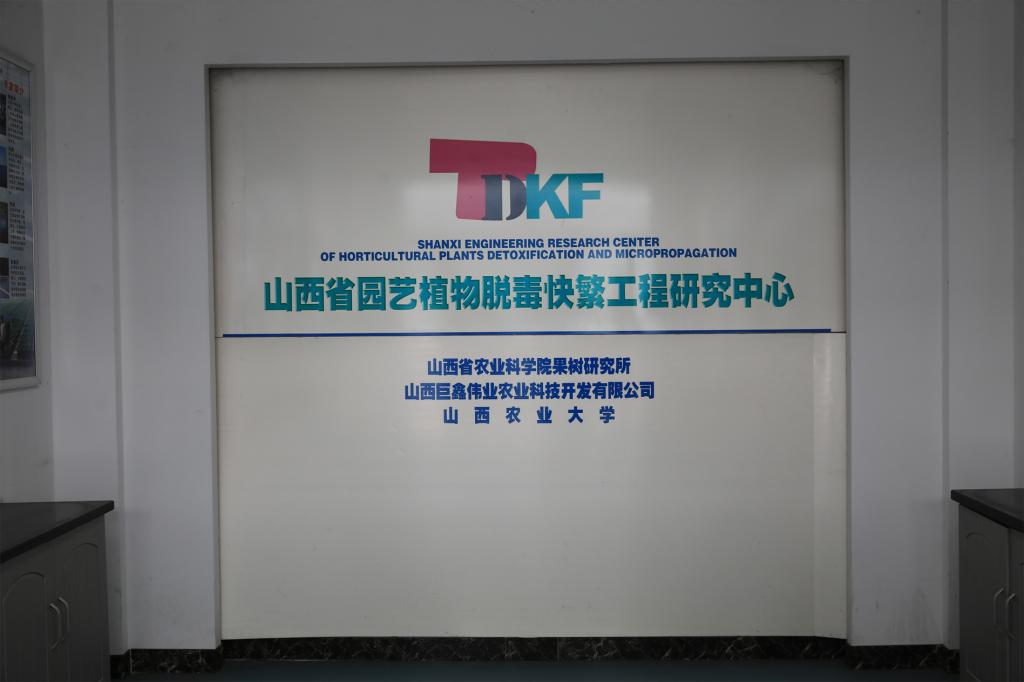 TDKF
SHANXI ENGINEERING RESEARCH CENTER
OF HORTICULTURAL PLANTS DETOXIFICATION AND MICROPROPAGATION
山西省园艺植物脱毒快繁工程研究中心
山西省农业科学院果树研究所
山西巨鑫伟业农业科技开发有限公司
山西农业大学